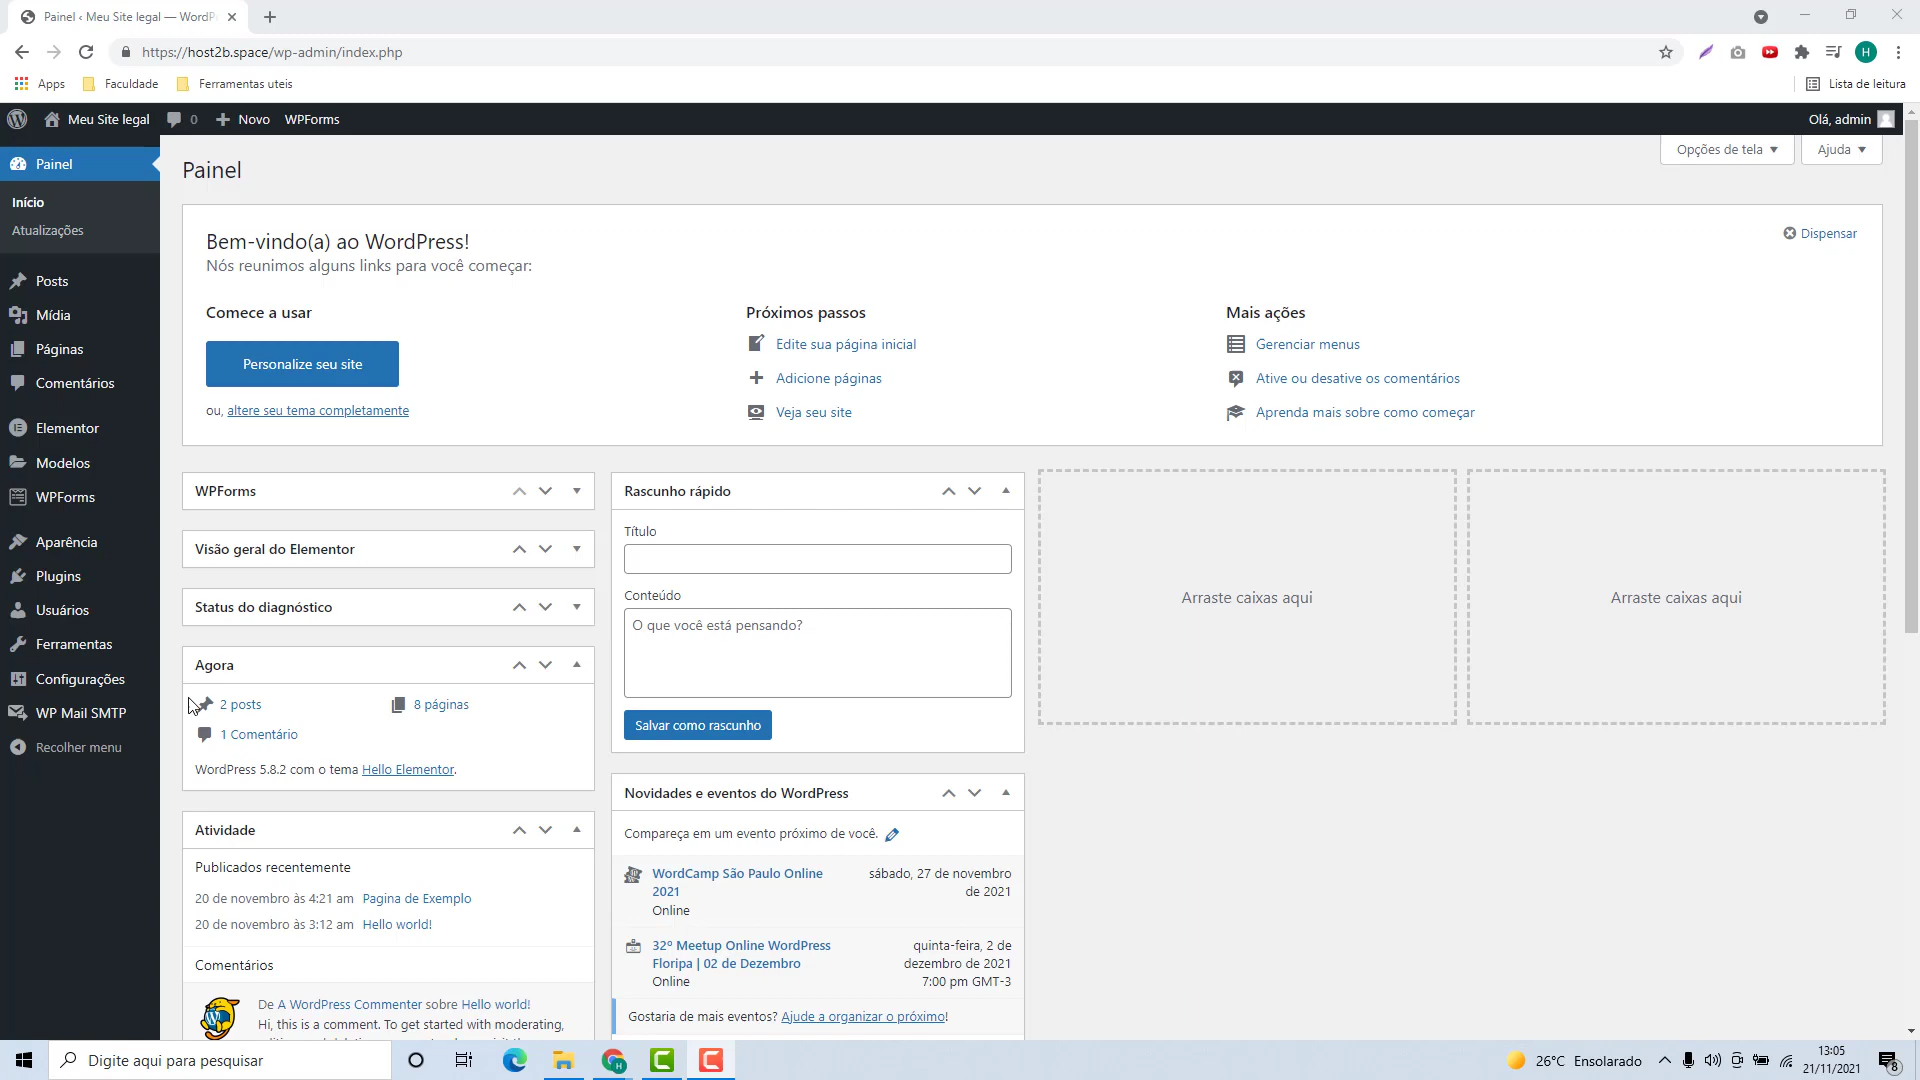 Painel ‹ Meu Site legal — WordP
https://host2b.space/wp-admin/index.php
H
Apps
Faculdade
Ferramentas uteis
Lista de leitura
Meu Site legal
0
Novo
WPForms
Olá, admin
Painel
Início
Atualizações
Posts
Mídia
Páginas
Comentários
Elementor
Modelos
WPForms
Aparência
Plugins
Usuários
Ferramentas
Configurações
WP Mail SMTP
Recolher menu
Opções de tela
Ajuda
Painel
Bem-vindo(a) ao WordPress!
Nós reunimos alguns links para você começar:
Dispensar
Comece a usar
Personalize seu site
ou, altere seu tema completamente
Próximos passos
Edite sua página inicial
Adicione páginas
Veja seu site
Mais ações
Gerenciar menus
Ative ou desative os comentários
Aprenda mais sobre como começar
WPForms
Visão geral do Elementor
Status do diagnóstico
Agora
2 posts
8 páginas
1 Comentário
WordPress 5.8.2 com o tema Hello Elementor.
Atividade
Publicados recentemente
20 de novembro às 4:21 am Pagina de Exemplo
20 de novembro às 3:12 am Hello world!
Comentários
De A WordPress Commenter sobre Hello world!
Hi, this is a comment. To get started with moderating,
Rascunho rápido
Título
Conteúdo
O que você está pensando?
Salvar como rascunho
Novidades e eventos do WordPress
Compareça em um evento próximo de você.
WordCamp São Paulo Online
2021
Online
sábado, 27 de novembro
de 2021
32º Meetup Online WordPress
Floripa | 02 de Dezembro
Online
quinta-feira, 2 de
dezembro de 2021
7:00 pm GMT-3
Gostaria de mais eventos? Ajude a organizar o próximo!
Arraste caixas aqui
Arraste caixas aqui
Digite aqui para pesquisar
26°C Ensolarado
13:05
21/11/2021
8